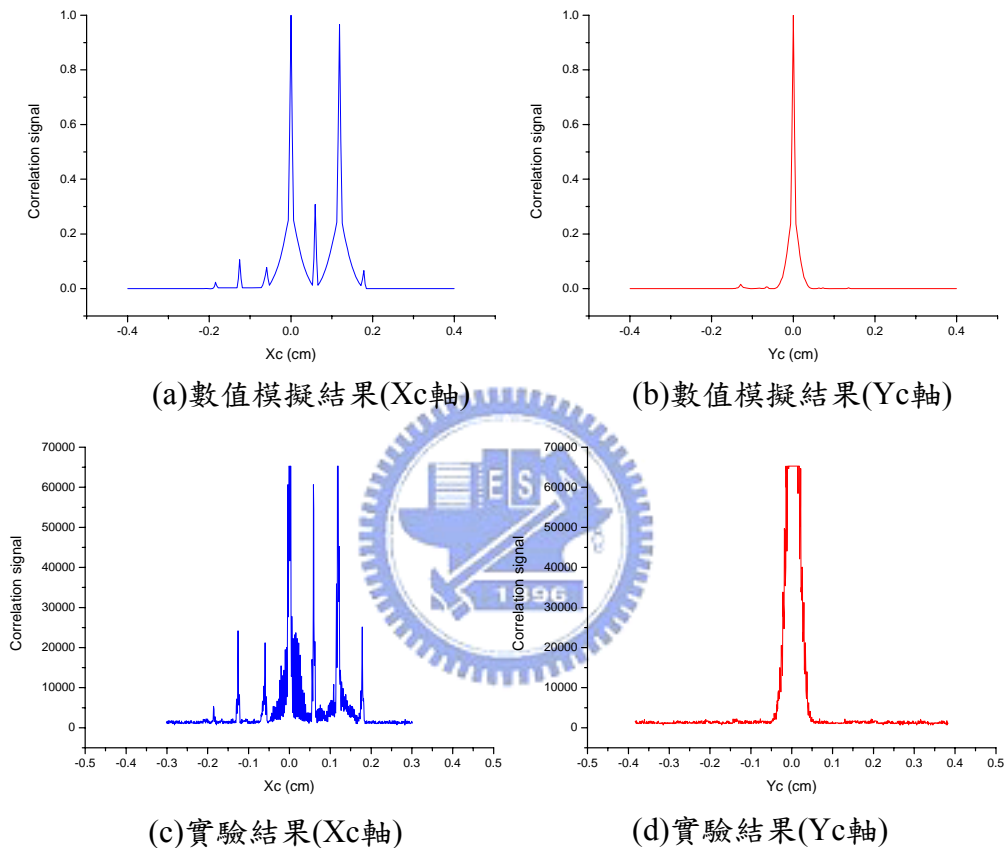 1.0
0.8
0.6
0.4
0.2
0.0
Correlation signal
-0.4 -0.2 0.0 0.2 0.4
Xc (cm)
(a)數值模擬結果(Xc軸)
1.0
0.8
0.6
0.4
0.2
0.0
Correlation signal
-0.4 -0.2 0.0 0.2 0.4
Yc (cm)
(b)數值模擬結果(Yc軸)
70000
60000
50000
40000
30000
20000
10000
0
Correlation signal
-0.5 -0.4 -0.3 -0.2 -0.1 0.0 0.1 0.2 0.3 0.4 0.5
Xc (cm)
(c)實驗結果(Xc軸)
E S
1896
70000
60000
50000
40000
30000
20000
10000
0
Correlation signal
-0.5 -0.4 -0.3 -0.2 -0.1 0.0 0.1 0.2 0.3 0.4 0.5
Yc (cm)
(d)實驗結果(Yc軸)